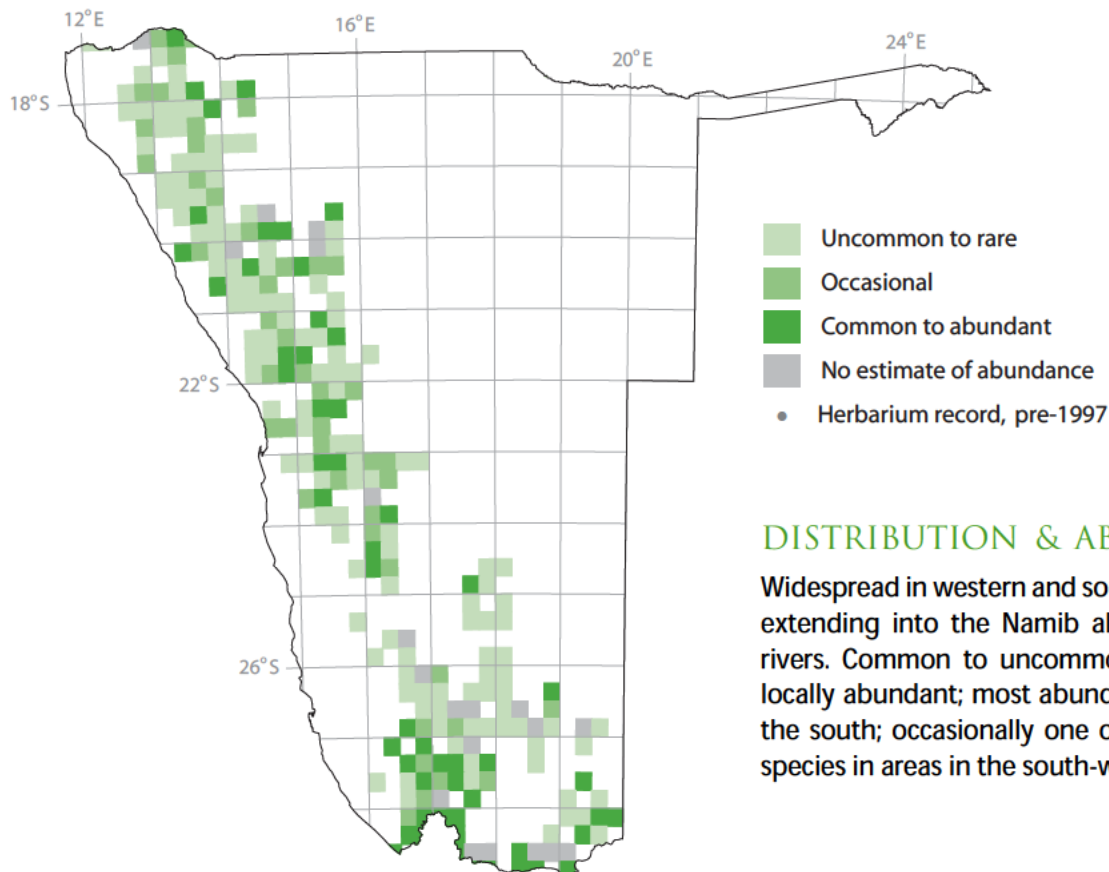 12°E
16°E
20°E
24°E
18°S
22°S
26°S
Uncommon to rare
Occasional
Common to abundant
No estimate of abundance
Herbarium record, pre-1997
DISTRIBUTION & AB
Widespread in western and so
extending into the Namib al
rivers. Common to uncomm
locally abundant; most abund
the south; occasionally one o
species in areas in the south-w